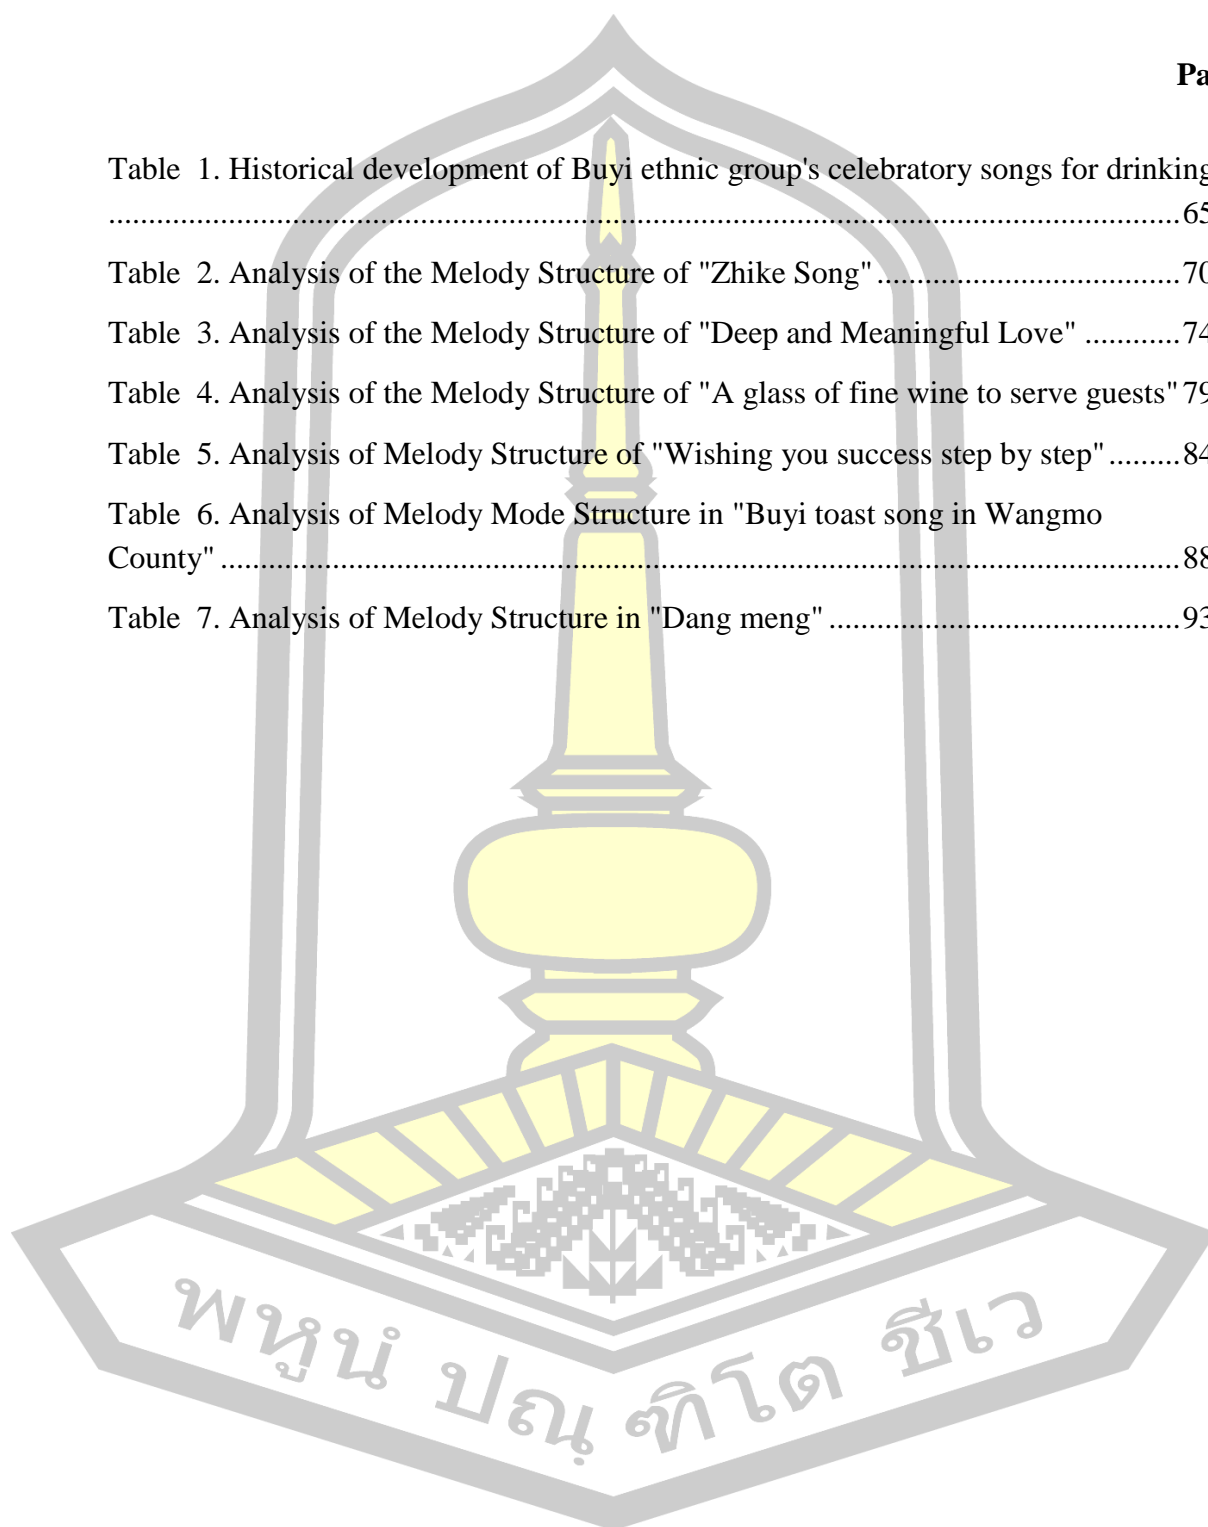 Pa
Table 1. Historical development of Buyi ethnic group's celebratory songs for drinking
..........65
Table 2. Analysis of the Melody Structure of "Zhike Song"..........70
Table 3. Analysis of the Melody Structure of "Deep and Meaningful Love" ..........74
Table 4. Analysis of the Melody Structure of "A glass of fine wine to serve guests" 79
Table 5. Analysis of Melody Structure of "Wishing you success step by step" .........84
Table 6. Analysis of Melody Mode Structure in "Buyi toast song in Wangmo
County" ..........88
Table 7. Analysis of Melody Structure in "Dang meng" ..........93
พหูนํ ปณฺฑิโต ชีเว